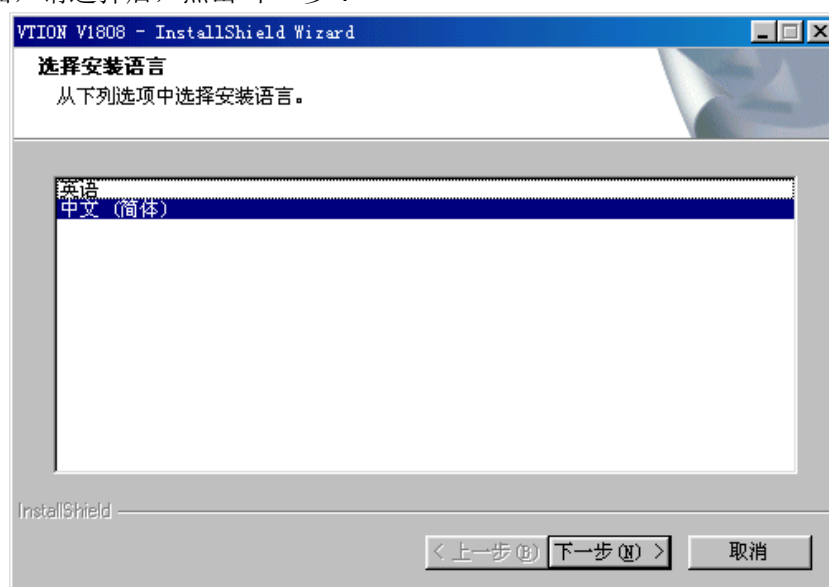 VTION V1808 - InstallShield Wizard
选择安装语言
从下列选项中选择安装语言。
英语
中文 (简体)
InstallShield
< 上一步(B) 下一步(N) > 取消